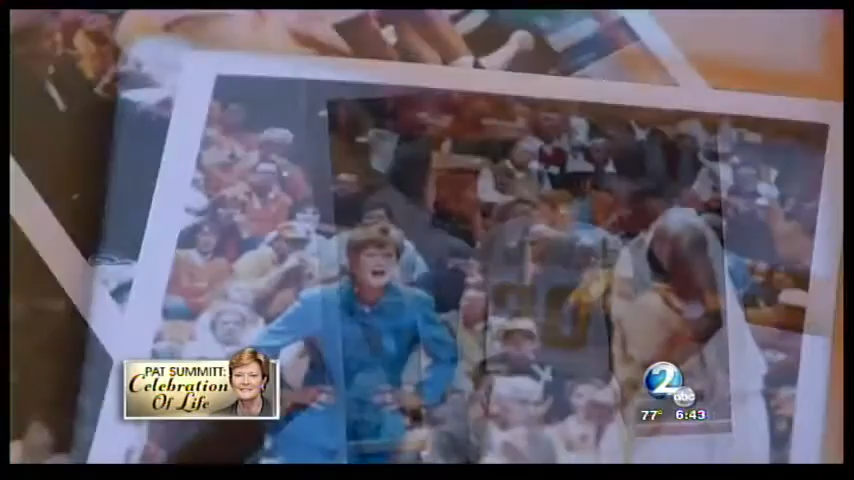 PAT SUMMITT:
Celebration
Of Life
2
abc
77° 6:43